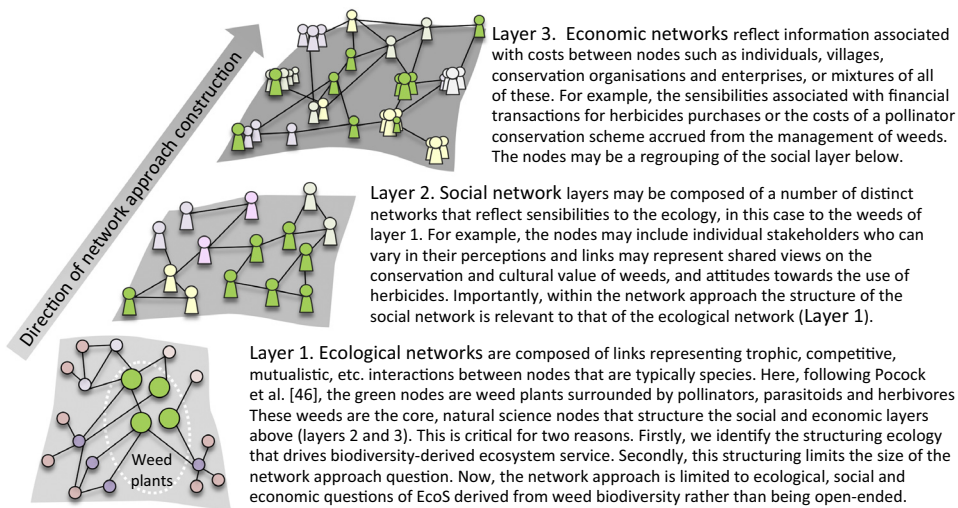 Direction of network approach construction
Layer 3. Economic networks reflect information associated
with costs between nodes such as individuals, villages,
conservation organisations and enterprises, or mixtures of all
of these. For example, the sensibilities associated with financial
transactions for herbicides purchases or the costs of a pollinator
conservation scheme accrued from the management of weeds.
The nodes may be a regrouping of the social layer below.
Layer 2. Social network layers may be composed of a number of distinct
networks that reflect sensibilities to the ecology, in this case to the weeds of
layer 1. For example, the nodes may include individual stakeholders who can
vary in their perceptions and links may represent shared views on the
conservation and cultural value of weeds, and attitudes towards the use of
herbicides. Importantly, within the network approach the structure of the
social network is relevant to that of the ecological network (Layer 1).
Layer 1. Ecological networks are composed of links representing trophic, competitive,
mutualistic, etc. interactions between nodes that are typically species. Here, following Pocock
et al. [46], the green nodes are weed plants surrounded by pollinators, parasitoids and herbivores
These weeds are the core, natural science nodes that structure the social and economic layers
above (layers 2 and 3). This is critical for two reasons. Firstly, we identify the structuring ecology
that drives biodiversity-derived ecosystem service. Secondly, this structuring limits the size of the
network approach question. Now, the network approach is limited to ecological, social and
economic questions of EcoS derived from weed biodiversity rather than being open-ended.
Weed
plants